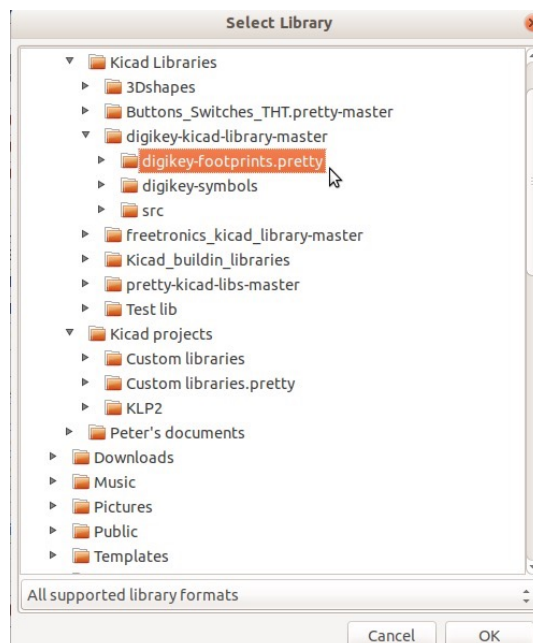 Select Library
Kicad Libraries
3Dshapes
Buttons_Switches_THT.pretty-master
digikey-kicad-library-master
digikey-footprints.pretty
digikey-symbols
src
freetronics_kicad_library-master
Kicad_buildin_libraries
pretty-kicad-libs-master
Test lib
Kicad projects
Custom libraries
Custom libraries.pretty
KLP2
Peter's documents
Downloads
Music
Pictures
Public
Templates
All supported library formats
Cancel OK